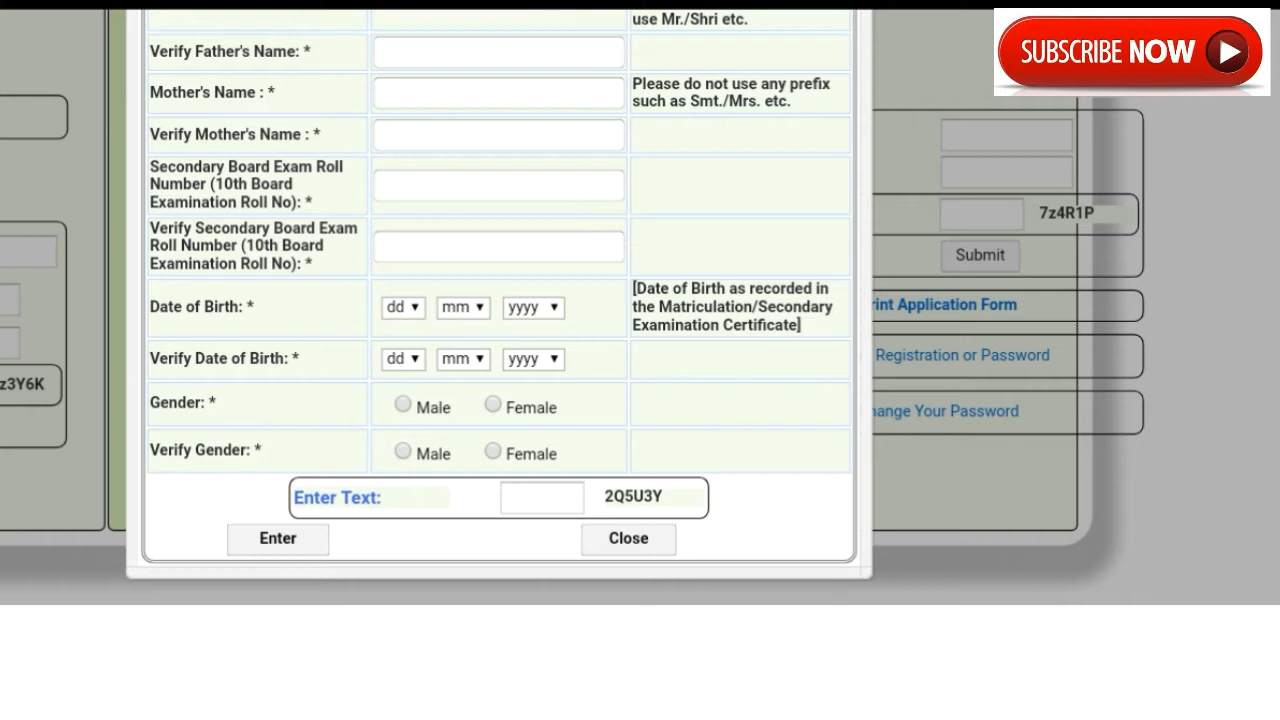 use Mr./Shri etc.
SUBSCRIBE NOW
Verify Father's Name: *
Mother's Name : *
Please do not use any prefix
such as Smt./Mrs. etc.
Verify Mother's Name : *
Secondary Board Exam Roll
Number (10th Board
Examination Roll No): *
Verify Secondary Board Exam
Roll Number (10th Board
Examination Roll No): *
Date of Birth: *
dd
mm
yyyy
[Date of Birth as recorded in
the Matriculation/Secondary
Examination Certificate]
Verify Date of Birth: *
dd
mm
yyyy
Gender: *
Male
Female
Verify Gender: *
Male
Female
Enter Text:
2Q5U3Y
Enter
Close
z3Y6K
7z4R1P
Submit
rint Application Form
Registration or Password
hange Your Password